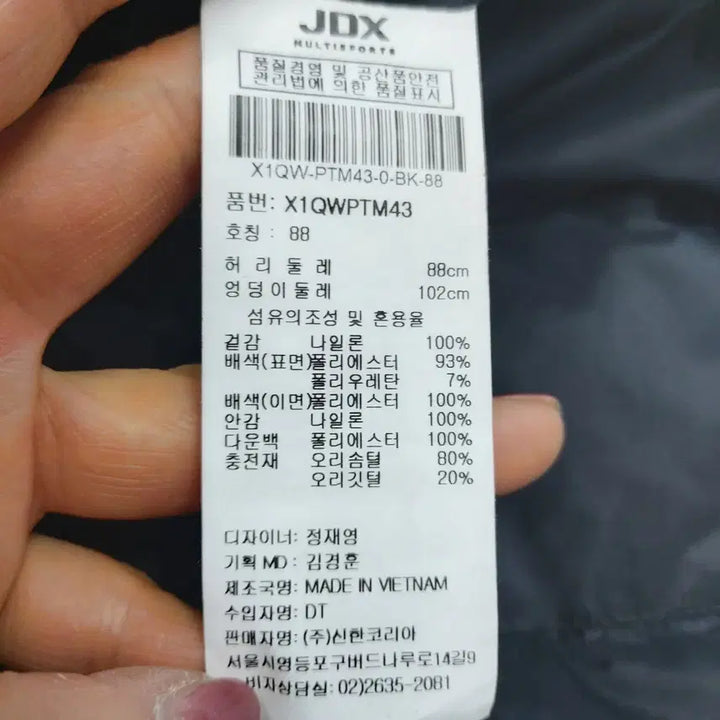 JDX
MULTISPORTS
품질경영 및 공산품안전
관리법에 의한 품질표시
X1QW-PTM43-0-BK-88
품번: X1QWPTM43
호칭 : 88
허리둘레 88cm
엉덩이둘레 102cm
섬유의조성 및 혼용율
겉감 나일론 100%
배색(표면)폴리에스터 93%
폴리우레탄 7%
배색(이면)폴리에스터 100%
안감 나일론 100%
다운백 폴리에스터 100%
충전재 오리솜털 80%
오리깃털 20%
디자이너: 정재영
기획 MD : 김경훈
제조국명: MADE IN VIETNAM
수입자명: DT
판매자명: (주)신한코리아
서울시영등포구버드나루로14길9
비자상담실: 02)2635-2081